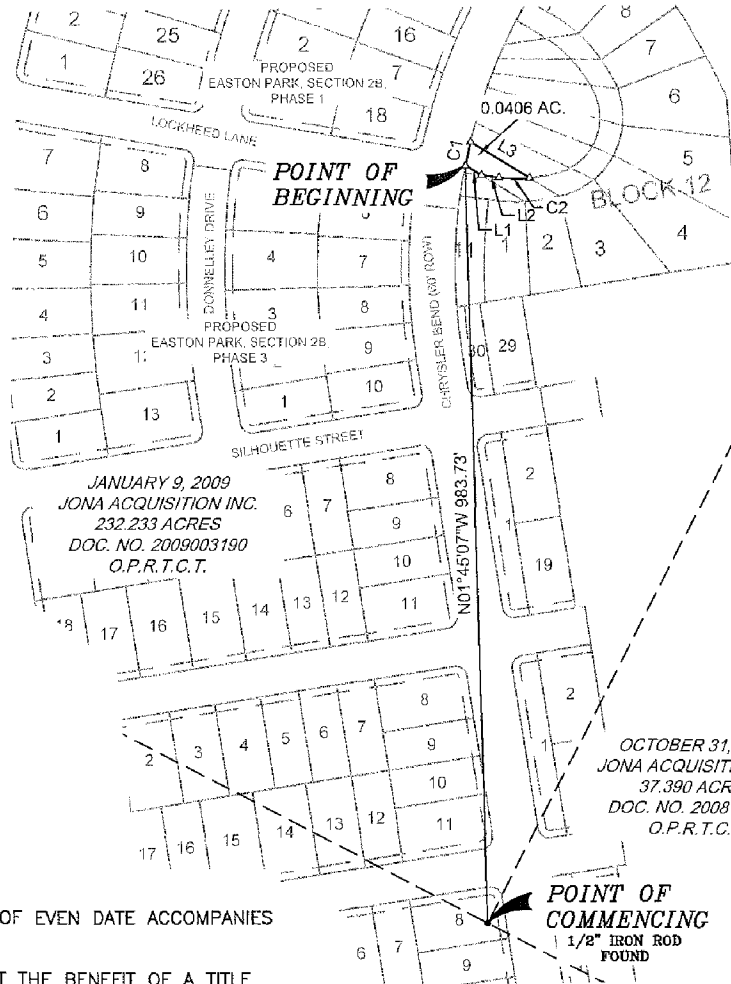 2
25
1
26
2
16
7
18
PROPOSED
EASTON PARK, SECTION 2B,
PHASE 1
LOCKHEED LANE
8
7
6
5
4
3
2
1
BLOCK 12
0.0406 AC.
C1
L3
C2
L2
L1
POINT OF
BEGINNING
7
8
6
9
5
10
4
11
3
2
13
1
DONNELLEY DRIVE
4
7
3
8
9
1
10
PROPOSED
EASTON PARK, SECTION 2B,
PHASE 3
CHRYSLER BEND (60' ROW)
1
30
29
SILHOUETTE STREET
N01°45'07"W 983.73'
JANUARY 9, 2009
JONA ACQUISITION INC.
232.233 ACRES
DOC. NO. 2009003190
O.P.R.T.C.T.
6
7
8
9
10
11
18
17
16
15
14
13
12
2
1
19
2
3
4
5
6
7
8
9
10
11
17
16
15
14
13
12
2
1
OCTOBER 31,
JONA ACQUISITI
37.390 ACR
DOC. NO. 2008
O.P.R.T.C.
POINT OF
COMMENCING
1/2" IRON ROD
FOUND
8
6
7
9
OF EVEN DATE ACCOMPANIES
T THE BENEFIT OF A TITLE